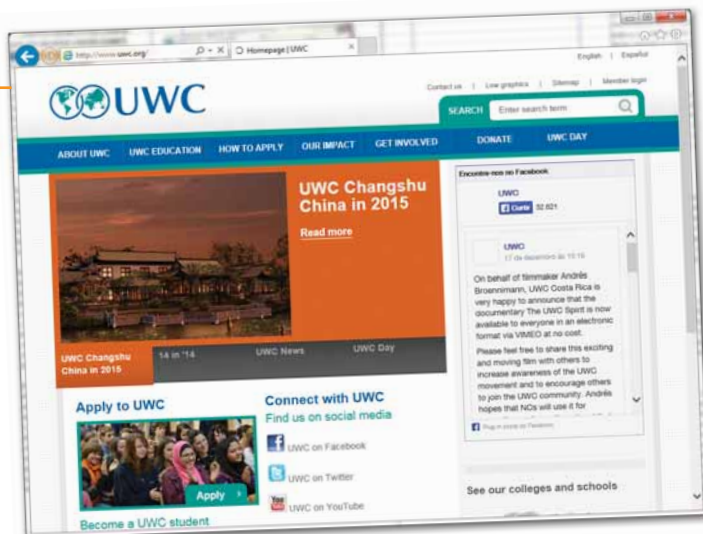 http://www.uwc.org/
Homepage | UWC
English | Español
Contact us | Low graphics | Sitemap | Member login
UWC
SEARCH Enter search term
ABOUT UWC UWC EDUCATION HOW TO APPLY OUR IMPACT GET INVOLVED DONATE UWC DAY
UWC Changshu
China in 2015
Read more
UWC Changshu
China in 2015
14 in '14
UWC News
UWC Day
Apply to UWC
Apply
Become a UWC student
Connect with UWC
Find us on social media
UWC on Facebook
UWC on Twitter
You
UWC on YouTube
Encontre-nos no Facebook
UWC
Curtir 32.621
UWC
17 de dezembro às 10:16
On behalf of filmmaker Andrés
Broennimann, UWC Costa Rica is
very happy to announce that the
documentary The UWC Spirit is now
available to everyone in an electronic
format via VIMEO at no cost.
Please feel free to share this exciting
and moving film with others to
increase awareness of the UWC
movement and to encourage others
to join the UWC community. Andrés
hopes that NCs will use it for
See our colleges and schools